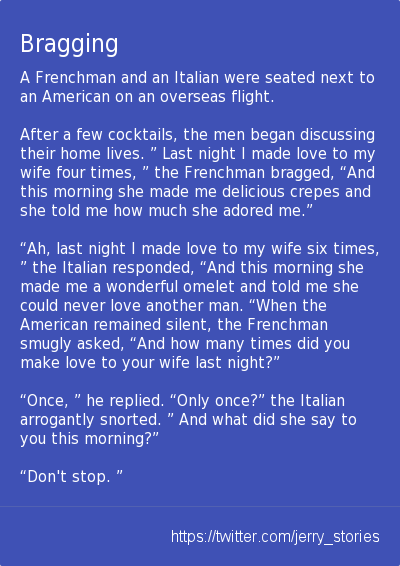 Bragging
A Frenchman and an Italian were seated next to
an American on an overseas flight.
After a few cocktails, the men began discussing
their home lives. ” Last night I made love to my
wife four times, ” the Frenchman bragged, “And
this morning she made me delicious crepes and
she told me how much she adored me.”
“Ah, last night I made love to my wife six times,
” the Italian responded, “And this morning she
made me a wonderful omelet and told me she
could never love another man. “When the
American remained silent, the Frenchman
smugly asked, “And how many times did you
make love to your wife last night?”
“Once, ” he replied. “Only once?” the Italian
arrogantly snorted. ” And what did she say to
you this morning?”
“Don't stop. ”
https://twitter.com/jerry_stories